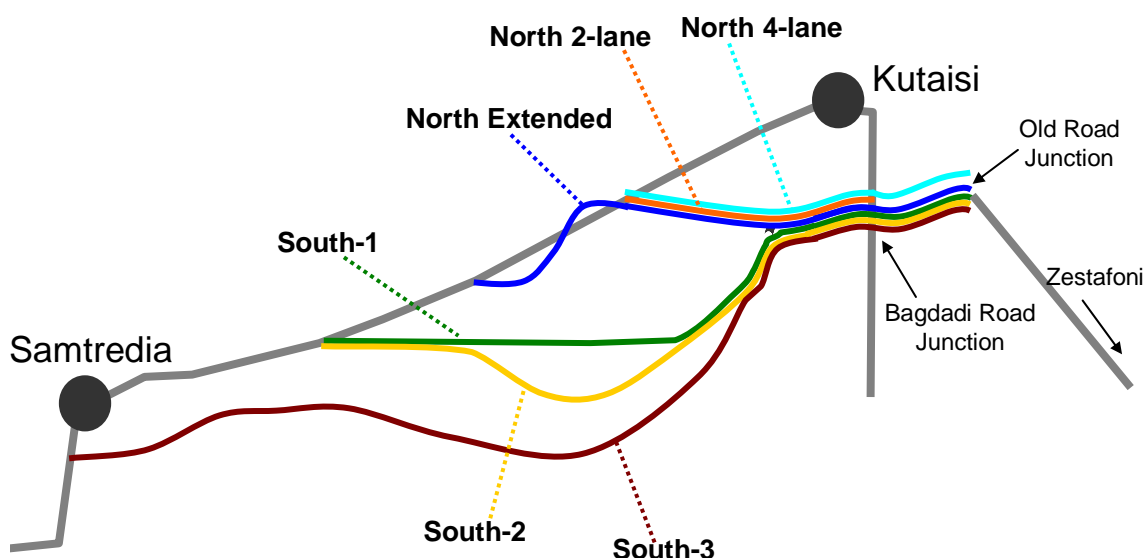 North 2-lane
North 4-lane
Kutaisi
North Extended
Old Road
Junction
South-1
Zestafoni
Bagdadi Road
Junction
Samtredia
South-2
South-3